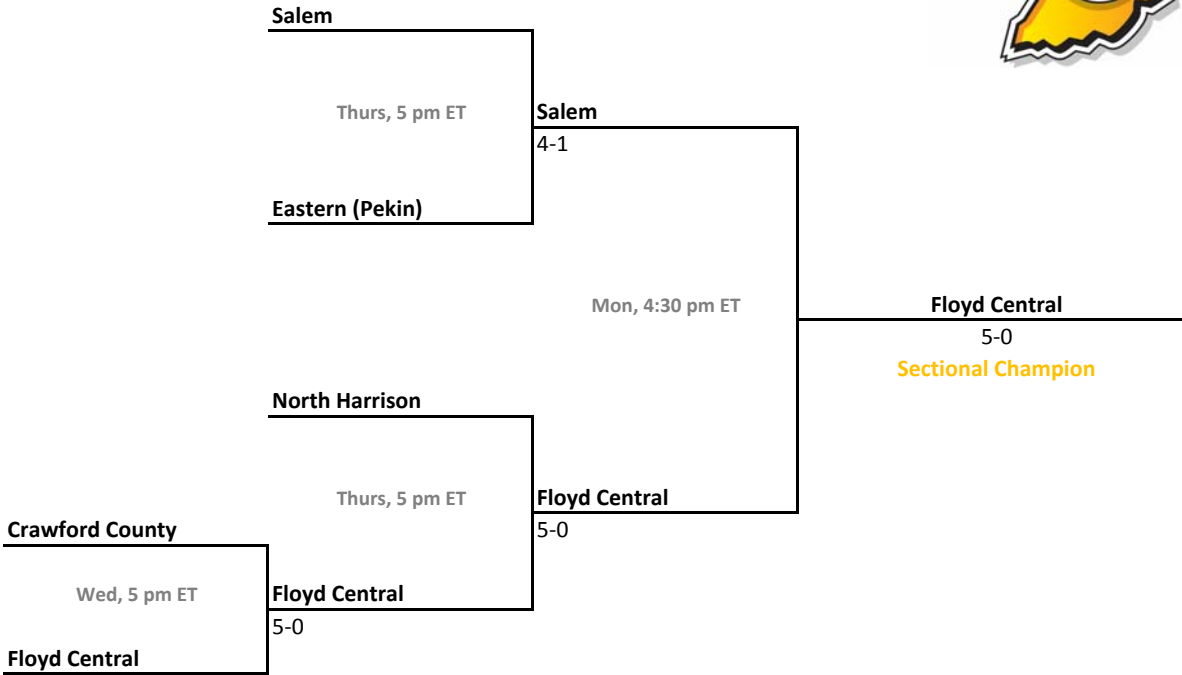 Salem
Thurs, 5 pm ET
Salem
4-1
Eastern (Pekin)
Mon, 4:30 pm ET
Floyd Central
5-0
Sectional Champion
North Harrison
Thurs, 5 pm ET
Floyd Central
5-0
Crawford County
Wed, 5 pm ET
Floyd Central
5-0
Floyd Central